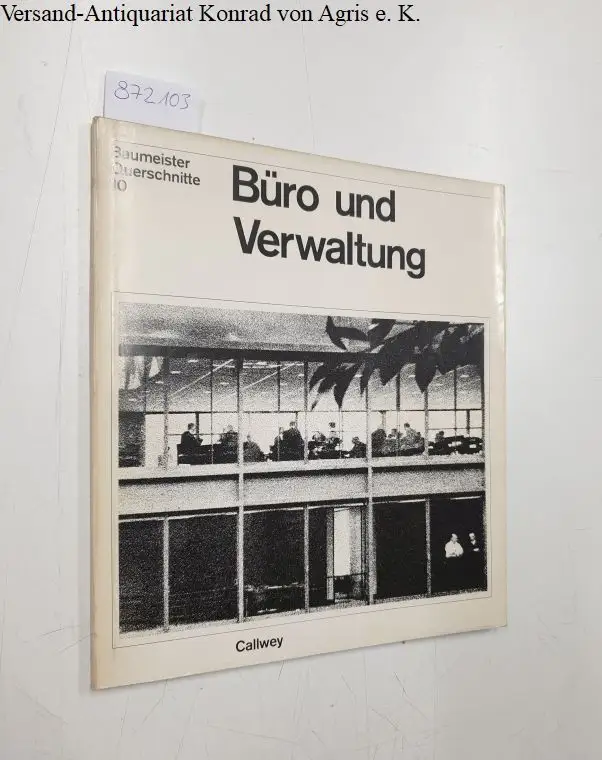 Versand-Antiquariat Konrad von Agris e. K.
872103
Baumeister
Querschnitte
10
Büro und
Verwaltung
Callwey